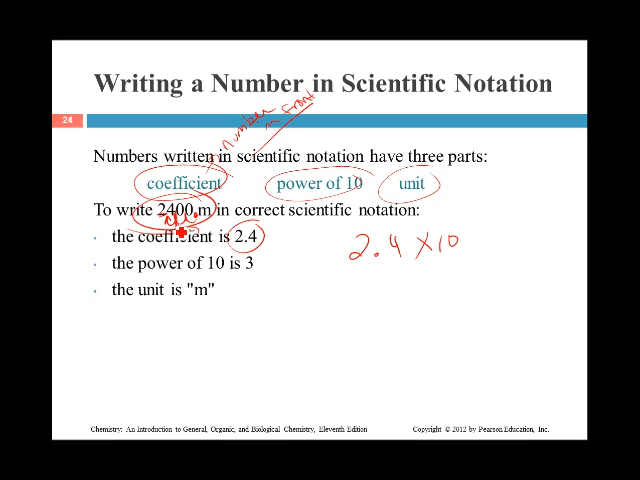 Writing a Number in Scientific Notation
24
number
in front
Numbers written in scientific notation have three parts:
coefficient power of 10 unit
To write 2400 m in correct scientific notation:
• the coefficient is 2.4
2.4 X10
• the power of 10 is 3
• the unit is "m"
Chemistry: An Introduction to General, Organic, and Biological Chemistry, Eleventh Edition
Copyright © 2012 by Pearson Education, Inc.